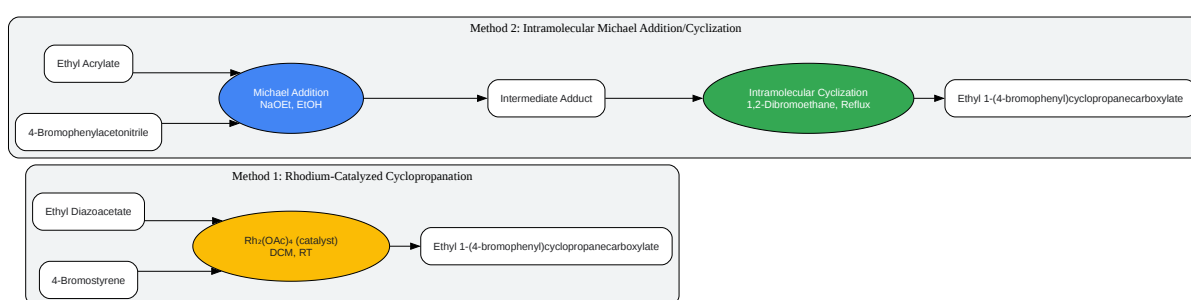 Method 2: Intramolecular Michael Addition/Cyclization
Ethyl Acrylate
4-Bromophenylacetonitrile
Michael Addition
NaOEt, EtOH
Intermediate Adduct
Intramolecular Cyclization
1,2-Dibromoethane, Reflux
Ethyl 1-(4-bromophenyl)cyclopropanecarboxylate
Method 1: Rhodium-Catalyzed Cyclopropanation
Ethyl Diazoacetate
4-Bromostyrene
Rh₂(OAc)₄ (catalyst)
DCM, RT
Ethyl 1-(4-bromophenyl)cyclopropanecarboxylate